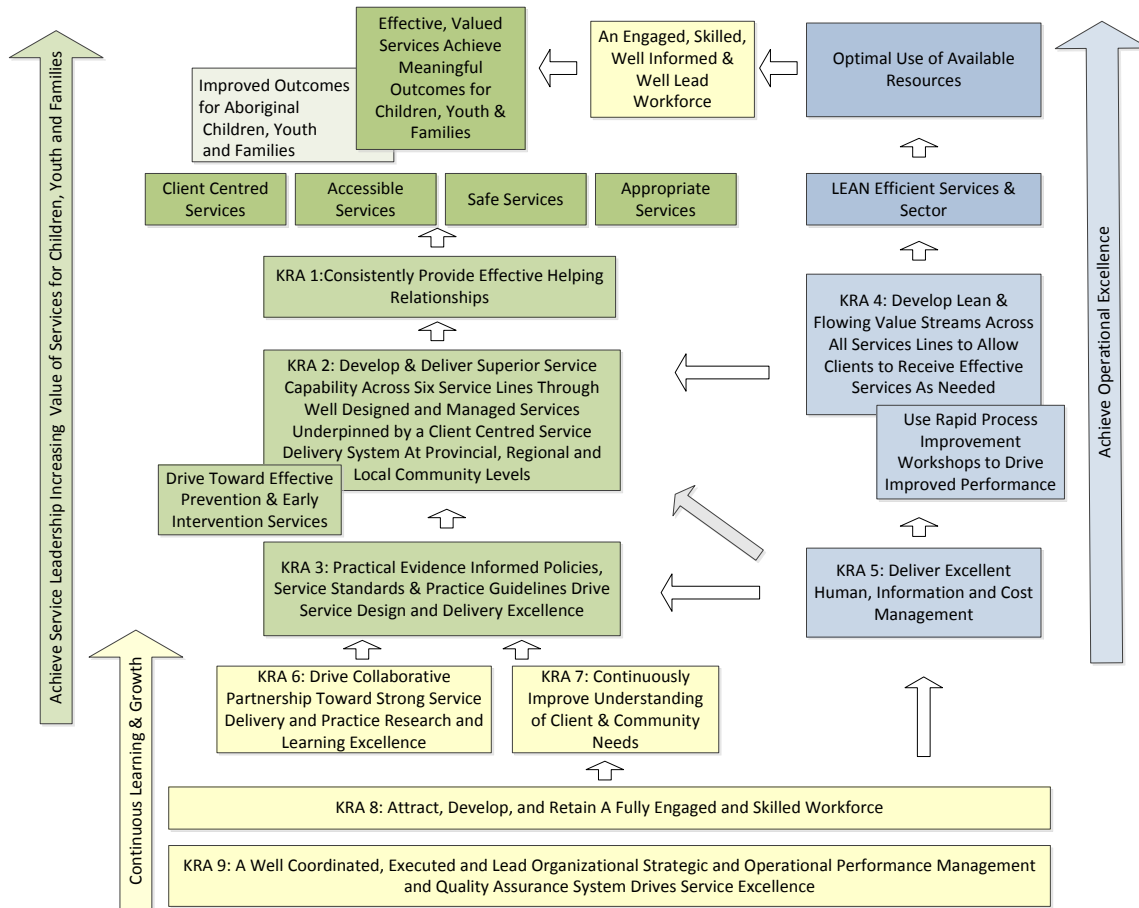 Achieve Service Leadership Increasing Value of Services for Children, Youth and Families
Effective, Valued
Services Achieve
Meaningful
Outcomes for
Children, Youth &
Families
Improved Outcomes
for Aboriginal
Children, Youth
and Families
An Engaged, Skilled,
Well Informed &
Well Lead
Workforce
Optimal Use of Available
Resources
Client Centred
Services
Accessible
Services
Safe Services
Appropriate
Services
LEAN Efficient Services &
Sector
KRA 1:Consistently Provide Effective Helping
Relationships
KRA 2: Develop & Deliver Superior Service
Capability Across Six Service Lines Through
Well Designed and Managed Services
Underpinned by a Client Centred Service
Delivery System At Provincial, Regional and
Local Community Levels
Drive Toward Effective
Prevention & Early
Intervention Services
KRA 4: Develop Lean &
Flowing Value Streams Across
All Services Lines to Allow
Clients to Receive Effective
Services As Needed
Use Rapid Process
Improvement
Workshops to Drive
Improved Performance
KRA 3: Practical Evidence Informed Policies,
Service Standards & Practice Guidelines Drive
Service Design and Delivery Excellence
KRA 5: Deliver Excellent
Human, Information and Cost
Management
Achieve Operational Excellence
Continuous Learning & Growth
KRA 6: Drive Collaborative
Partnership Toward Strong Service
Delivery and Practice Research and
Learning Excellence
KRA 7: Continuously
Improve Understanding
of Client & Community
Needs
KRA 8: Attract, Develop, and Retain A Fully Engaged and Skilled Workforce
KRA 9: A Well Coordinated, Executed and Lead Organizational Strategic and Operational Performance Management
and Quality Assurance System Drives Service Excellence